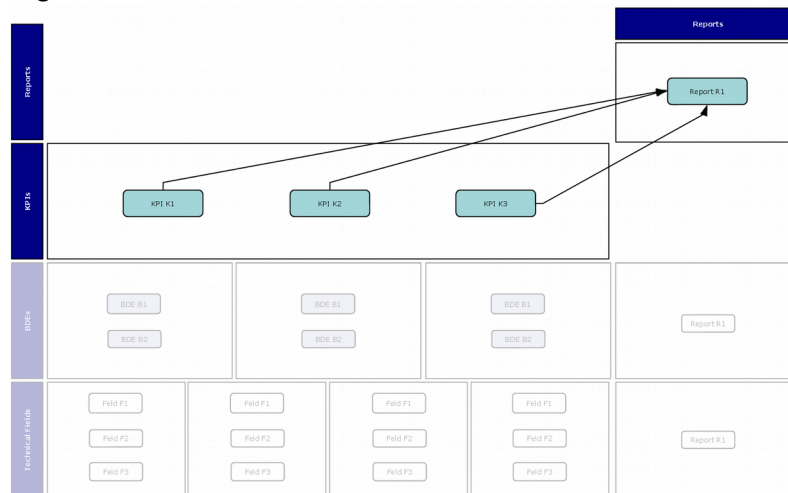 Reports
Reports
Report R1
KPIs
KPI K1
KPI K2
KPI K3
BDEs
BDE B1
BDE B1
BDE B1
Report R1
BDE B2
BDE B2
BDE B2
Technical Fields
Feld F1
Feld F1
Feld F1
Feld F1
Feld F2
Feld F2
Feld F2
Feld F2
Report R1
Feld F3
Feld F3
Feld F3
Feld F3